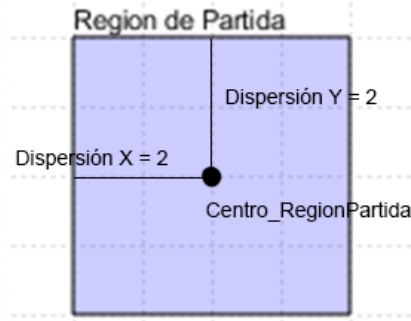 Region de Partida
Dispersión Y = 2
Dispersión X = 2
Centro_RegionPartida